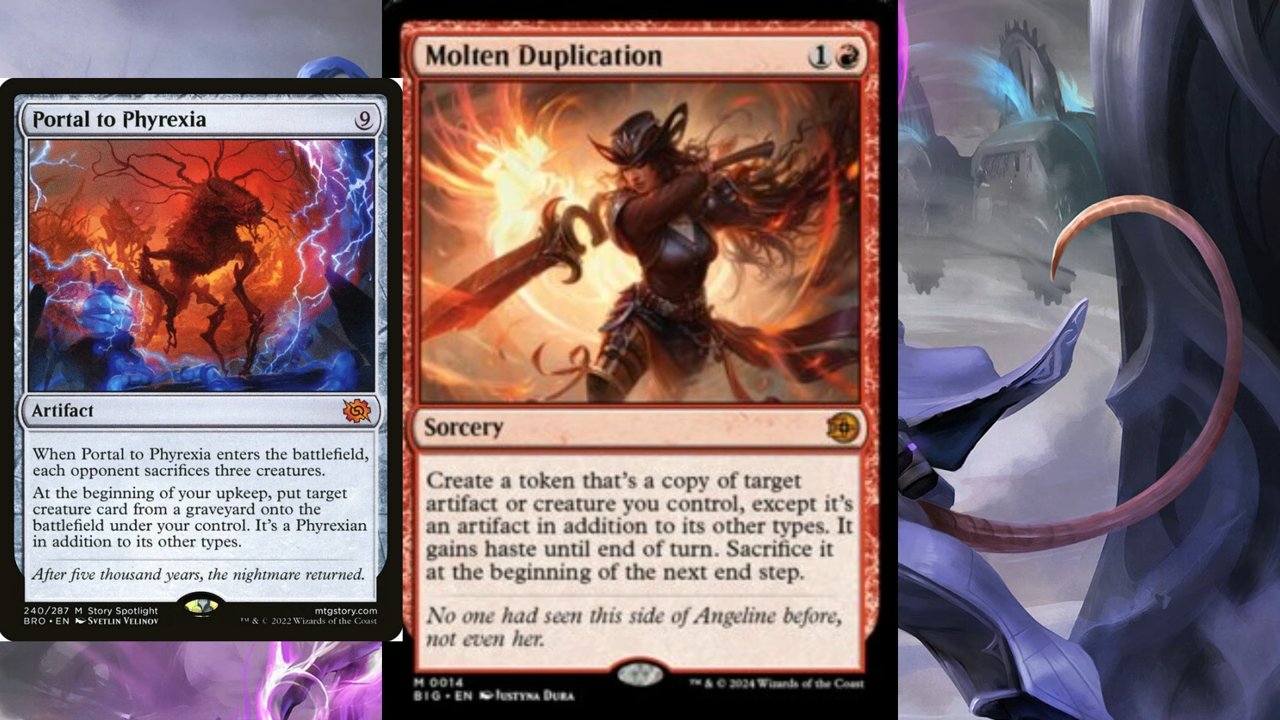 Portal to Phyrexia 9
Artifact
When Portal to Phyrexia enters the battlefield,
each opponent sacrifices three creatures.
At the beginning of your upkeep, put target
creature card from a graveyard onto the
battlefield under your control. It's a Phyrexian
in addition to its other types.
After five thousand years, the nightmare returned.
240/287 M Story Spotlight
BRO • EN Svetlin Velinov
mtgstory.com
™ & © 2022 Wizards of the Coast
Molten Duplication 1
Sorcery
Create a token that's a copy of target
artifact or creature you control, except it's
an artifact in addition to its other types. It
gains haste until end of turn. Sacrifice it
at the beginning of the next end step.
No one had seen this side of Angeline before,
not even her.
M 0014
BIG • EN Justyna Dura
™ & © 2024 Wizards of the Coast